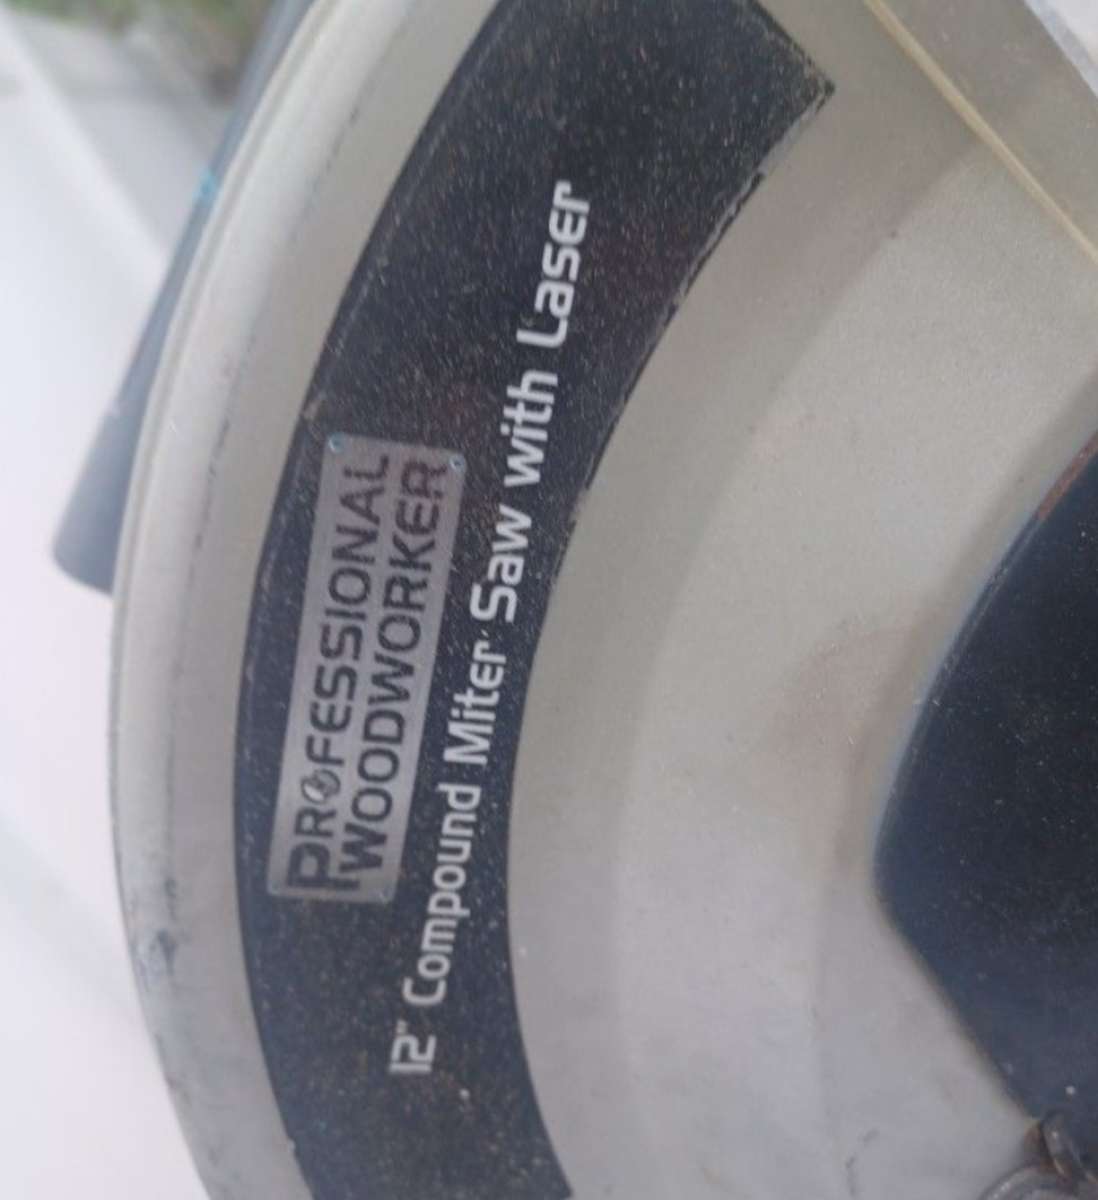 PROFESSIONAL
WOODWORKER
12" Compound Miter Saw with Laser